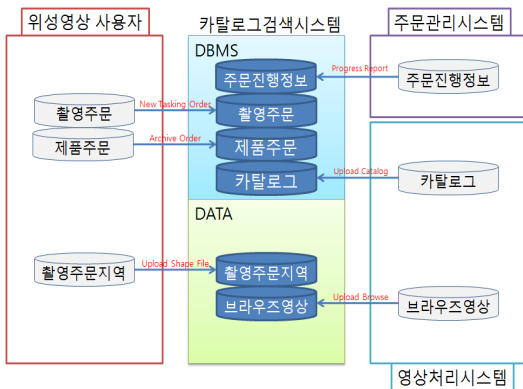 위성영상 사용자
카탈로그검색시스템
주문관리시스템
DBMS
주문진행정보
Progress Report
주문진행정보
촬영주문
New Tasking Order
촬영주문
제품주문
Archive Order
제품주문
카탈로그
Upload Catalog
카탈로그
DATA
촬영주문지역
Upload Shape File
촬영주문지역
브라우즈영상
Upload Browse
브라우즈영상
영상처리시스템